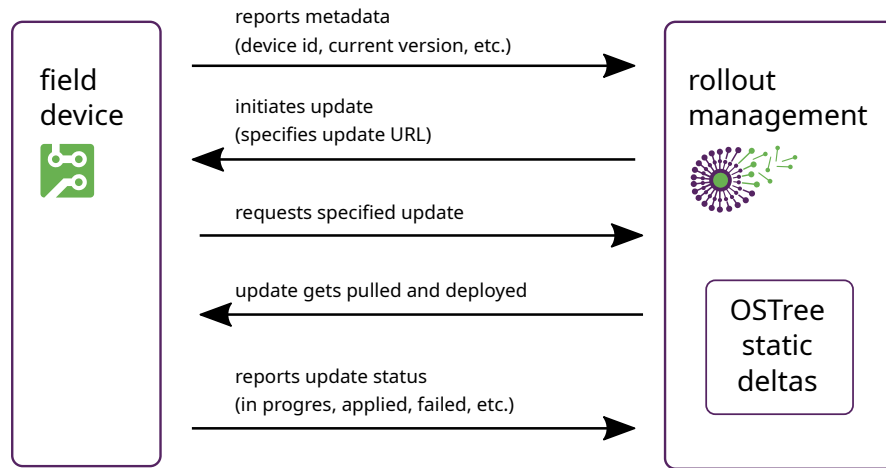 field
device
reports metadata
(device id, current version, etc.)
initiates update
(specifies update URL)
requests specified update
update gets pulled and deployed
reports update status
(in progres, applied, failed, etc.)
rollout
management
OSTree
static
deltas